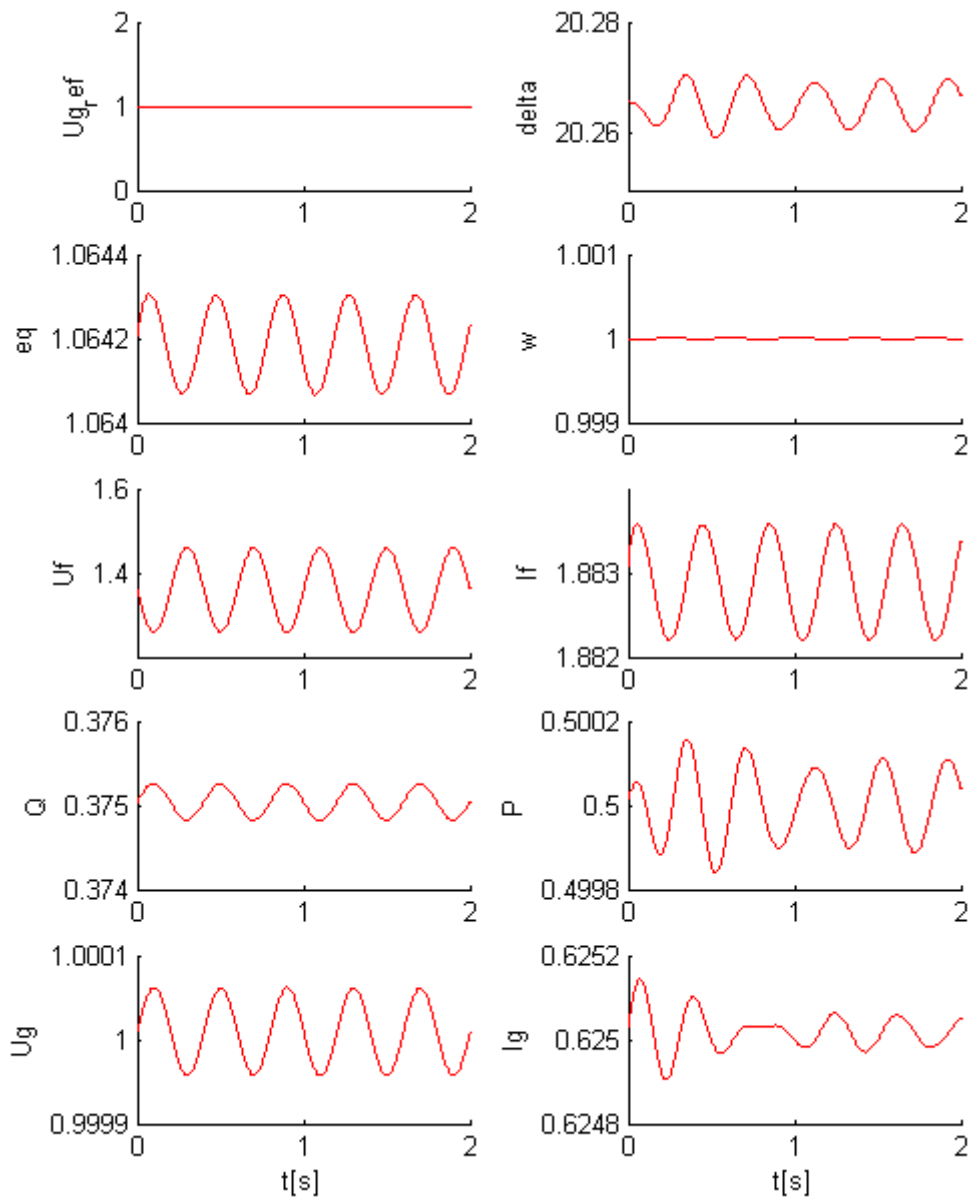 2 20.28
Ug_ref 1 delta 20.26
0
0 1 2 0 1 2
1.0644 1.001
eq 1.0642 w 1
1.064 0.999
0 1 2 0 1 2
1.6
Uf 1.4 If 1.883
1.882
0 1 2 0 1 2
0.376 0.5002
Q 0.375 P 0.5
0.374 0.4998
0 1 2 0 1 2
1.0001 0.6252
Ug 1 Ig 0.625
0.9999 0.6248
0 1 2 0 1 2
t[s] t[s]